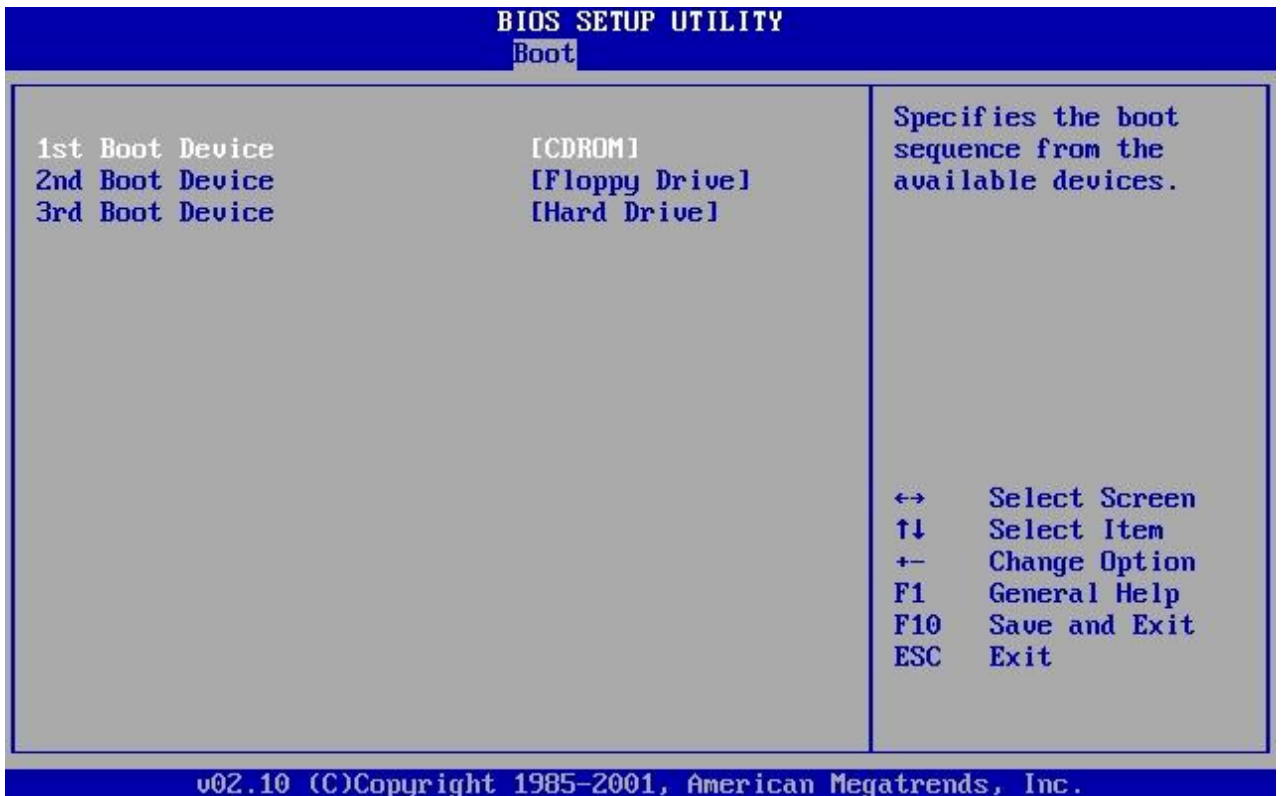 BIOS SETUP UTILITY
Boot
1st Boot Device [CDROM]
2nd Boot Device [Floppy Drive]
3rd Boot Device [Hard Drive]
Specifies the boot
sequence from the
available devices.
←→ Select Screen
↑↓ Select Item
+- Change Option
F1 General Help
F10 Save and Exit
ESC Exit
v02.10 (C)Copyright 1985-2001, American Megatrends, Inc.